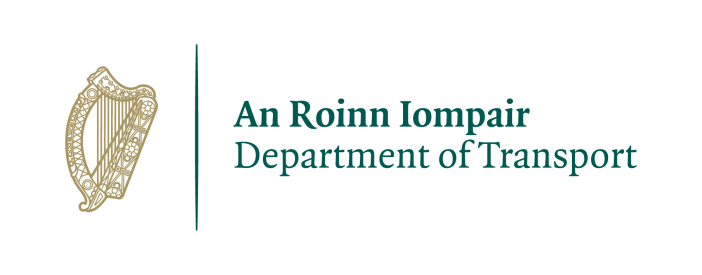 An Roinn Iompair
Department of Transport